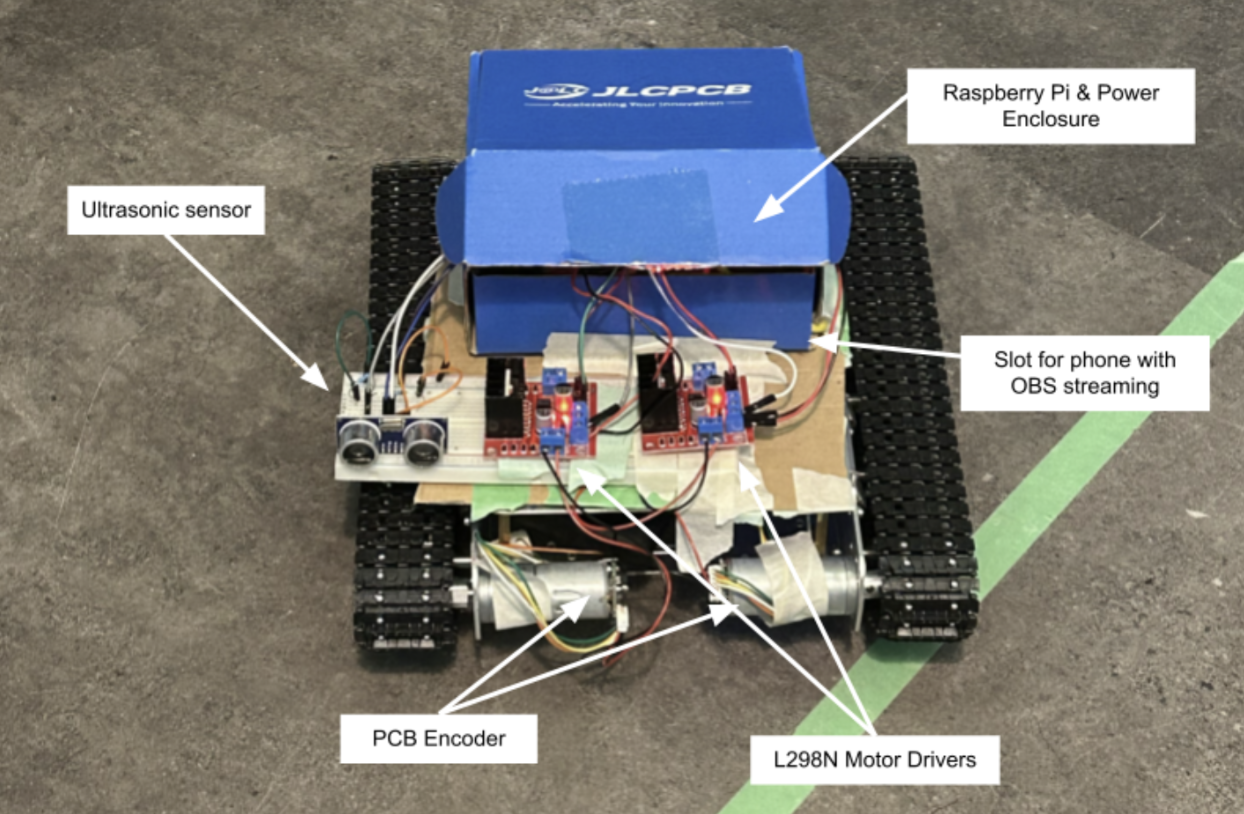 JLCPCB
Accelerating Your Innovation
Raspberry Pi & Power
Enclosure
Ultrasonic sensor
Slot for phone with
OBS streaming
PCB Encoder
L298N Motor Drivers